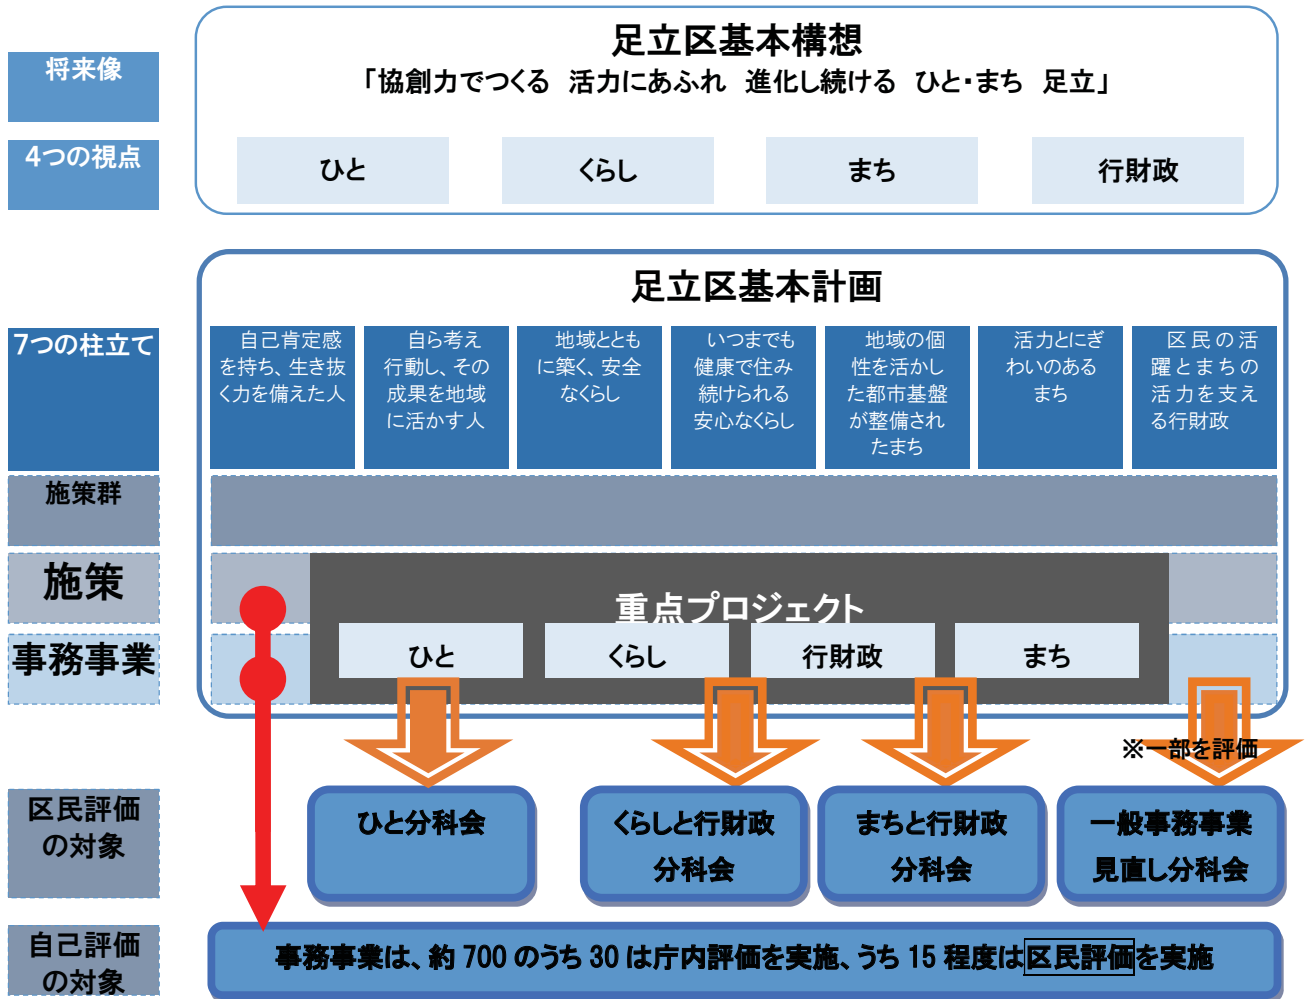 足立区基本構想
将来像
「協創力でつくる 活力にあふれ 進化し続ける ひと・まち 足立」
4つの視点
ひと
くらし
まち
行財政
足立区基本計画
7つの柱立て
自己肯定感
を持ち、生き抜
く力を備えた人
自ら考え
行動し、その
成果を地域
に活かす人
地域ととも
に築く、安全
なくらし
いつまでも
健康で住み
続けられる
安心なくらし
地域の個
性を活かし
た都市基盤
が整備され
たまち
活力とにぎ
わいのある
まち
区民の活
躍とまちの
活力を支え
る行財政
施策群
施策
重点プロジェクト
事務事業
ひと
くらし
行財政
まち
※一部を評価
区民評価
の対象
ひと分科会
くらしと行財政
分科会
まちと行財政
分科会
一般事務事業
見直し分科会
自己評価
の対象
事務事業は、約 700 のうち 30 は庁内評価を実施、うち 15 程度は区民評価を実施